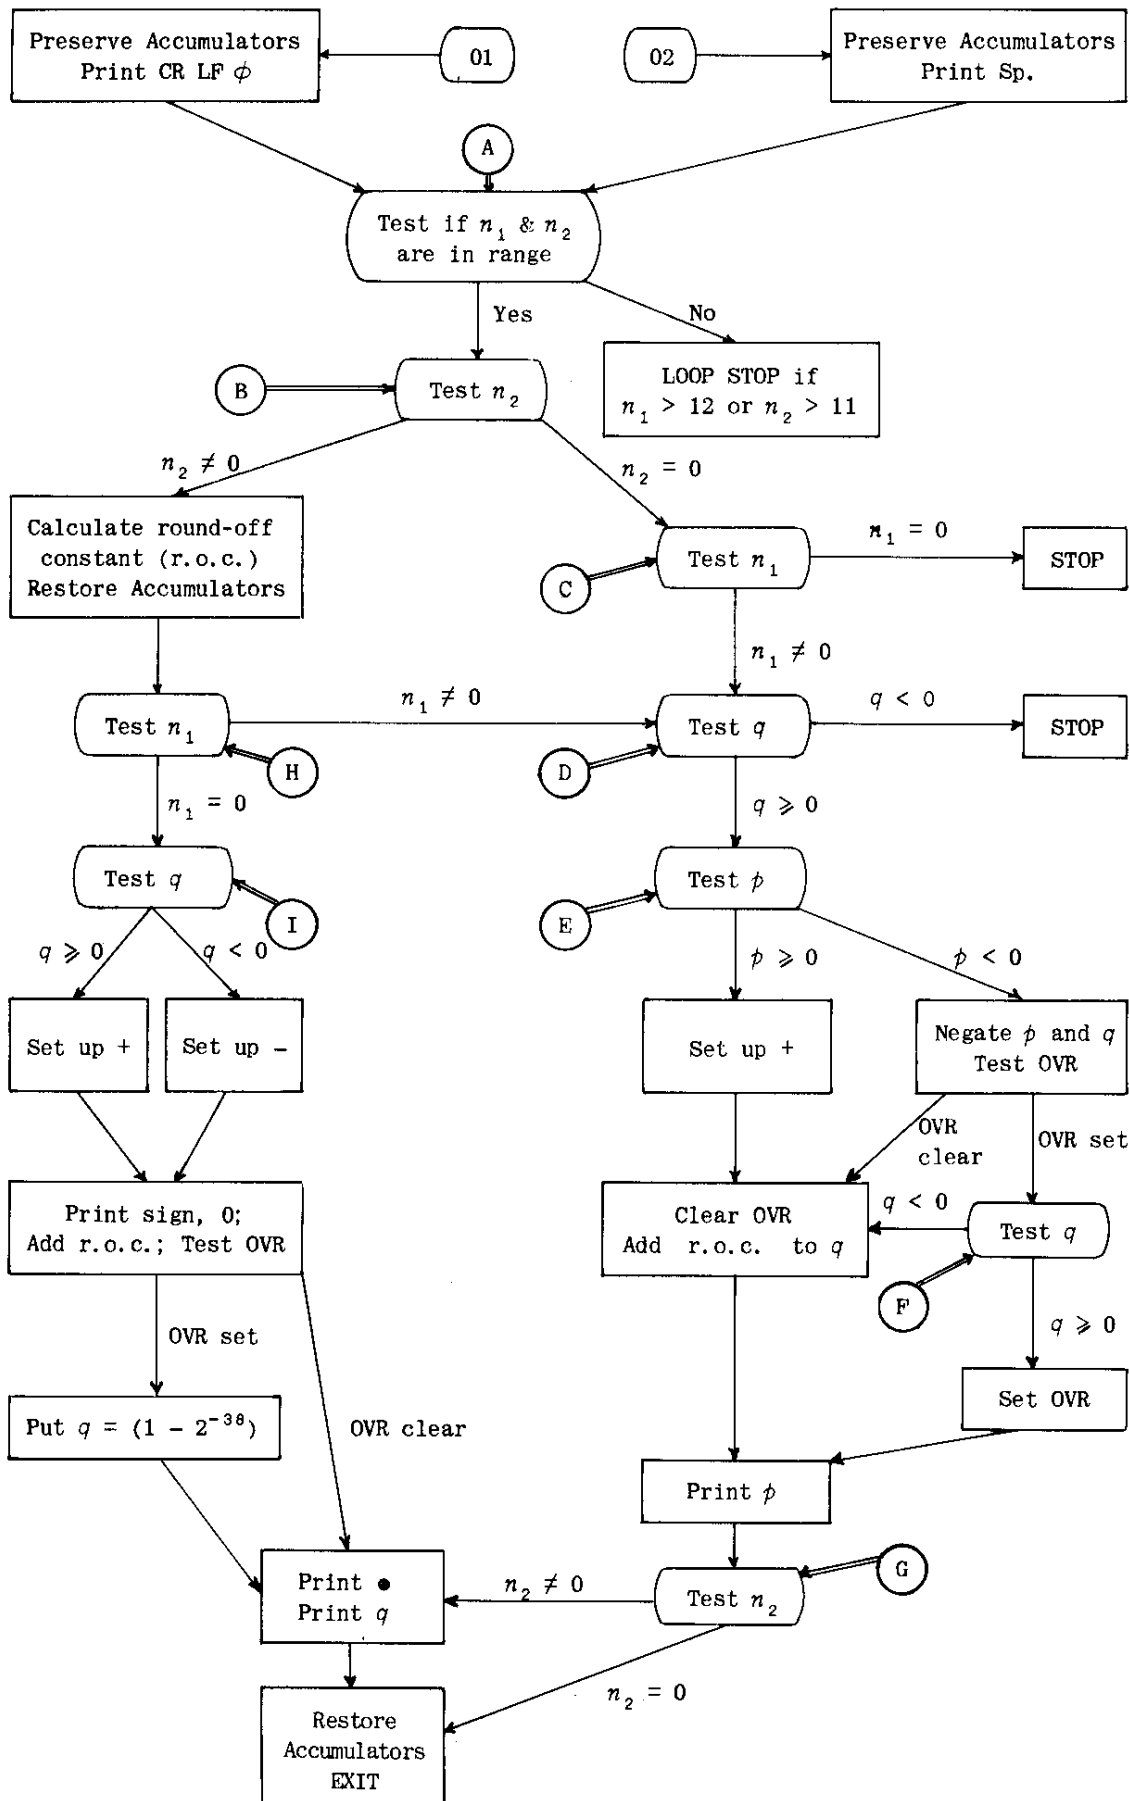 Preserve Accumulators
Print CR LF ϕ
01
02
Preserve Accumulators
Print Sp.
A
Test if n₁ & n₂
are in range
Yes
No
B
Test n₂
LOOP STOP if
n₁ > 12 or n₂ > 11
n₂ ≠ 0
n₂ = 0
Calculate round-off
constant (r.o.c.)
Restore Accumulators
C
Test n₁
n₁ = 0
STOP
n₁ ≠ 0
Test n₁
n₁ ≠ 0
H
D
Test q
q < 0
STOP
n₁ = 0
q ⩾ 0
Test q
I
E
Test p
q ⩾ 0
q < 0
p ⩾ 0
p < 0
Set up +
Set up –
Set up +
Negate p and q
Test OVR
OVR
clear
OVR set
Print sign, 0;
Add r.o.c.; Test OVR
Clear OVR
Add r.o.c. to q
q < 0
Test q
F
OVR set
q ⩾ 0
Put q = (1 – 2⁻³⁸)
OVR clear
Set OVR
Print p
Print ●
Print q
n₂ ≠ 0
Test n₂
G
n₂ = 0
Restore
Accumulators
EXIT